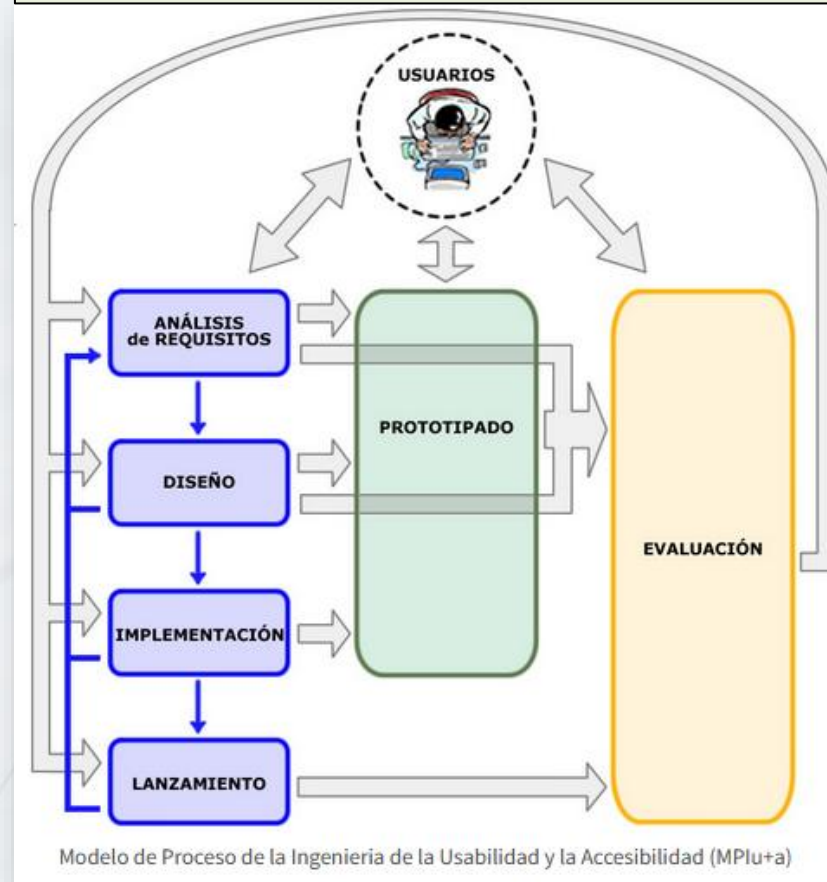 USUARIOS
ANÁLISIS
de REQUISITOS
PROTOTIPADO
DISEÑO
EVALUACIÓN
IMPLEMENTACIÓN
LANZAMIENTO
Modelo de Proceso de la Ingenieria de la Usabilidad y la Accesibilidad (MPIu+a)